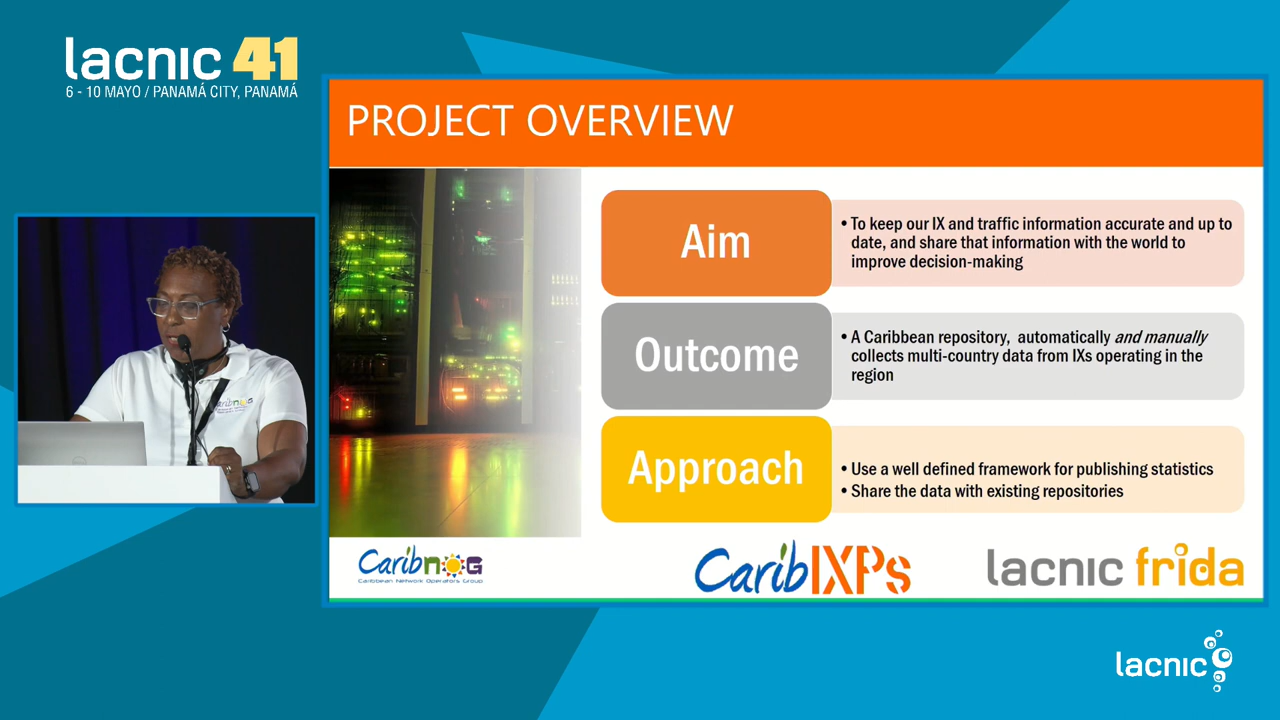 lacnic 41
6 - 10 MAYO / PANAMÁ CITY, PANAMÁ
PROJECT OVERVIEW
Aim
• To keep our IX and traffic information accurate and up to
date, and share that information with the world to
improve decision-making
Outcome
• A Caribbean repository, automatically and manually
collects multi-country data from IXs operating in the
region
Approach
• Use a well defined framework for publishing statistics
• Share the data with existing repositories
Caribnog
CaribNOG
Caribbean Network Operators Group
CaribIXPs
lacnic frida
lacnic